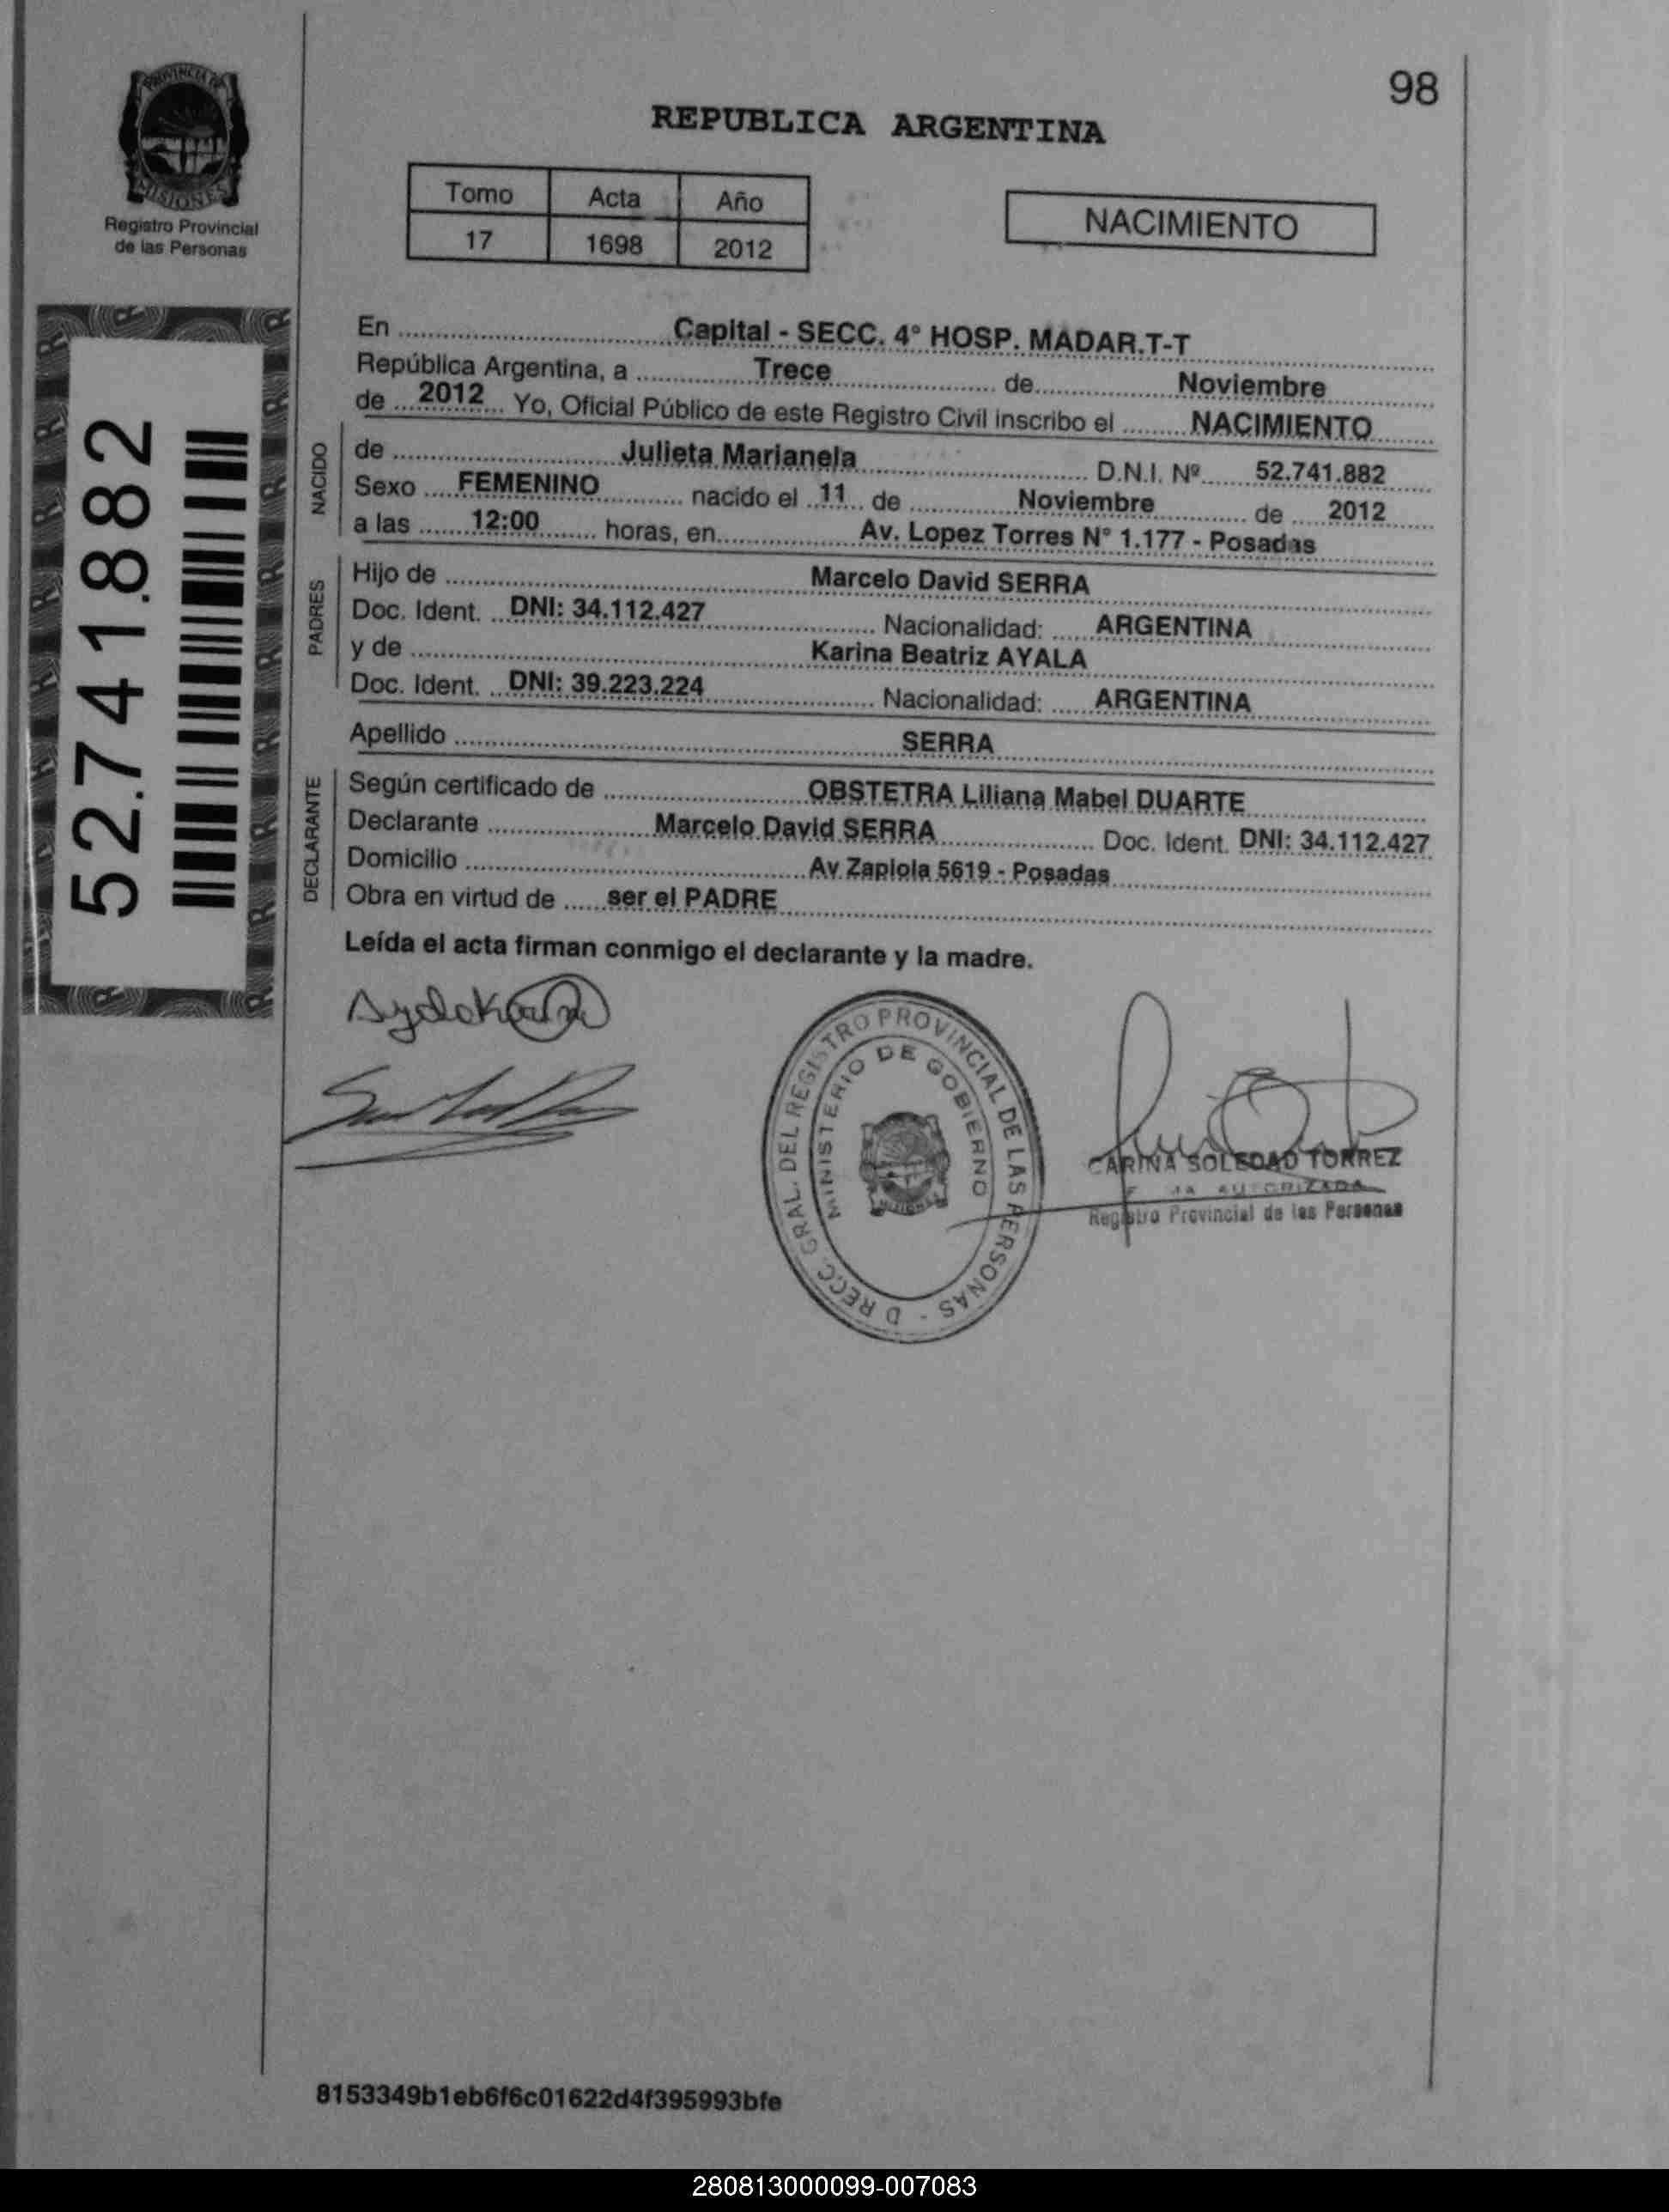 98
PROVINCIA DE
MISIONES
Registro Provincial
de las Personas
REPUBLICA ARGENTINA
Tomo Acta Año
17 1698 2012
NACIMIENTO
52.741.882
En Capital - SECC. 4° HOSP. MADAR.T-T
República Argentina, a Trece de Noviembre
de 2012 Yo, Oficial Público de este Registro Civil inscribo el NACIMIENTO
NACIDO
de Julieta Marianela D.N.I. Nº 52.741.882
Sexo FEMENINO nacido el 11 de Noviembre de 2012
a las 12:00 horas, en Av. Lopez Torres N° 1.177 - Posadas
PADRES
Hijo de Marcelo David SERRA
Doc. Ident. DNI: 34.112.427 Nacionalidad: ARGENTINA
y de Karina Beatriz AYALA
Doc. Ident. DNI: 39.223.224 Nacionalidad: ARGENTINA
Apellido SERRA
DECLARANTE
Según certificado de OBSTETRA Liliana Mabel DUARTE
Declarante Marcelo David SERRA Doc. Ident. DNI: 34.112.427
Domicilio Av Zapiola 5619 - Posadas
Obra en virtud de ser el PADRE
Leída el acta firman conmigo el declarante y la madre.
D RECC. GRAL. DEL REGISTRO PROVINCIAL DE LAS PERSONAS -
MINISTERIO DE GOBIERNO
MISIONES
CARINA SOLEDAD TORREZ
AUTORIZADA
Registro Provincial de las Personas
8153349b1eb6f6c01622d4f395993bfe
280813000099-007083